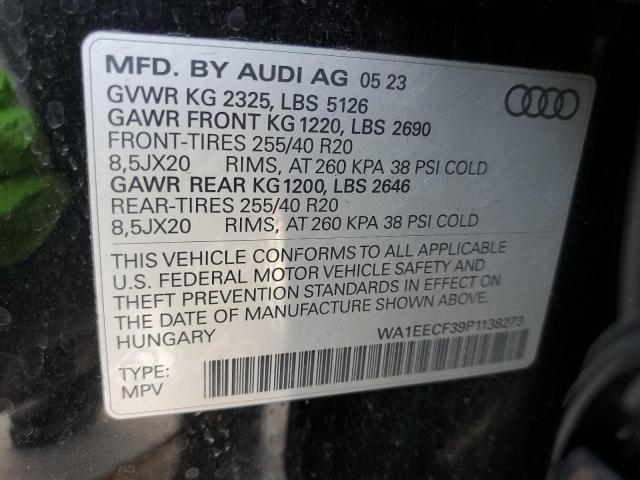 MFD. BY AUDI AG 05 23
GVWR KG 2325, LBS 5126
GAWR FRONT KG 1220, LBS 2690
FRONT-TIRES 255/40 R20
8,5JX20 RIMS, AT 260 KPA 38 PSI COLD
GAWR REAR KG 1200, LBS 2646
REAR-TIRES 255/40 R20
8,5JX20 RIMS, AT 260 KPA 38 PSI COLD
THIS VEHICLE CONFORMS TO ALL APPLICABLE
U.S. FEDERAL MOTOR VEHICLE SAFETY AND
THEFT PREVENTION STANDARDS IN EFFECT ON
THE DATE OF MANUFACTURE SHOWN ABOVE.
HUNGARY
WA1EECF39P1138273
TYPE:
MPV